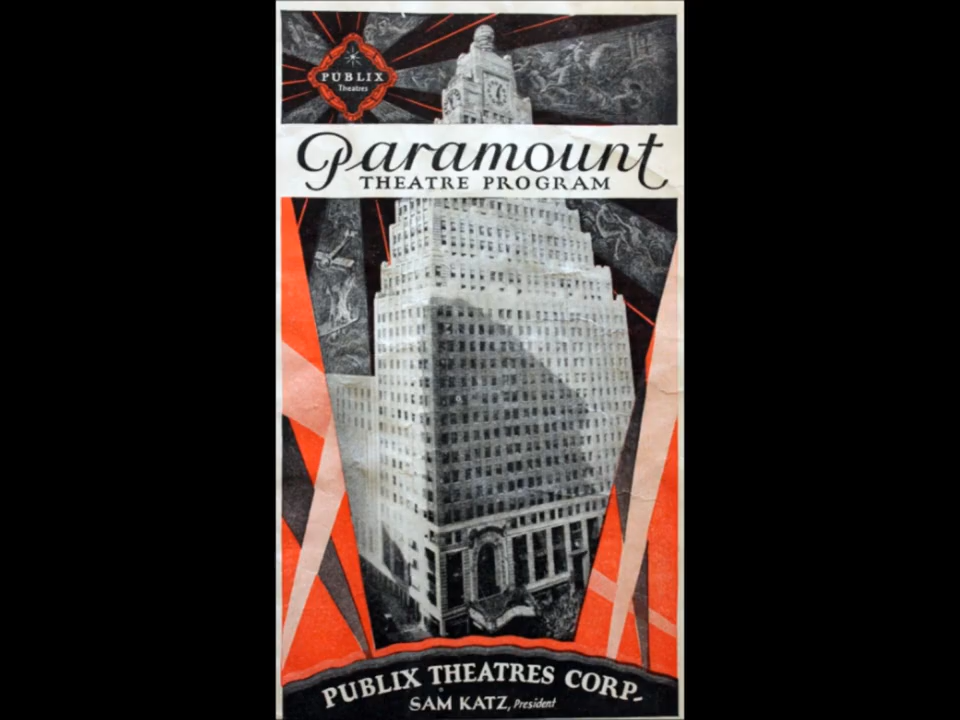 PUBLIX
Theatres
Paramount
THEATRE PROGRAM
PUBLIX THEATRES CORP.
SAM KATZ, President